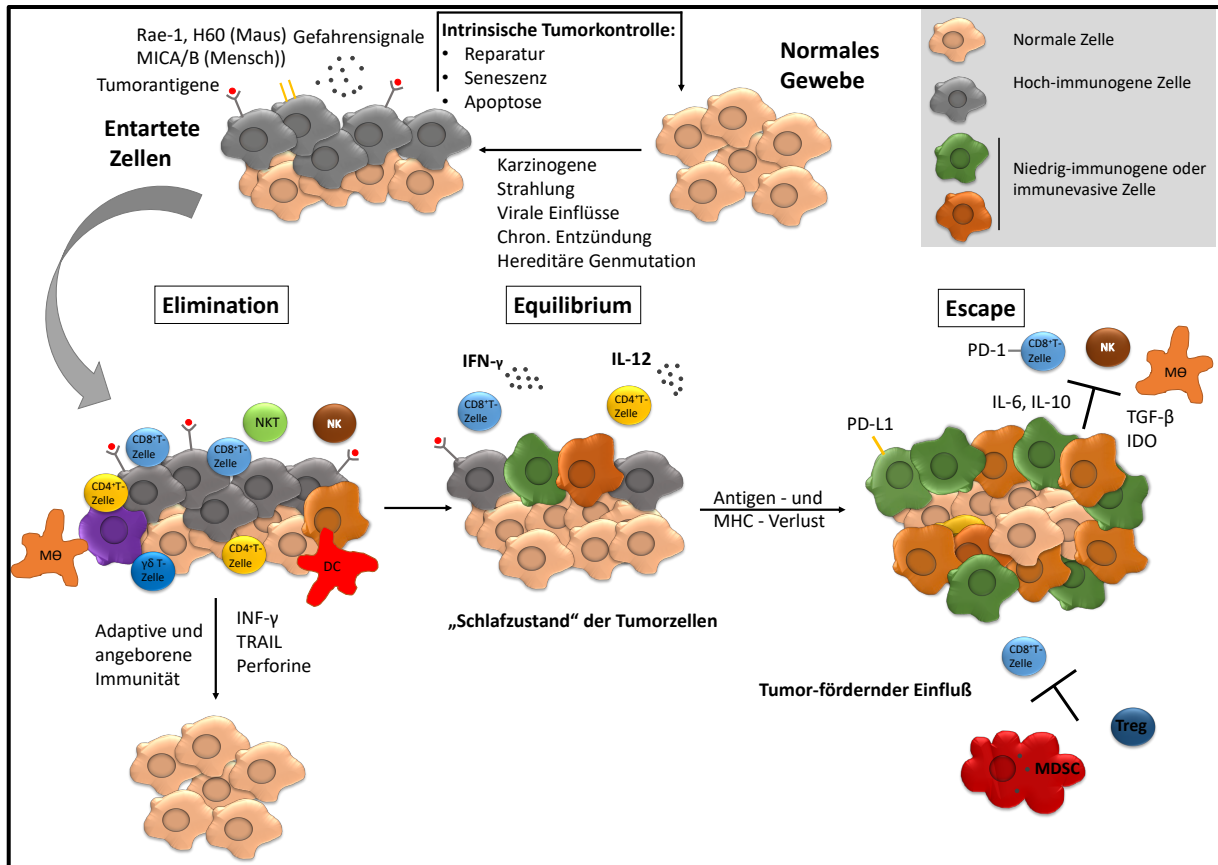 Rae-1, H60 (Maus)
MICA/B (Mensch))
Gefahrensignale
Tumorantigene
Entartete
Zellen
Intrinsische Tumorkontrolle:
• Reparatur
• Seneszenz
• Apoptose
Normales
Gewebe
Karzinogene
Strahlung
Virale Einflüsse
Chron. Entzündung
Hereditäre Genmutation
Normale Zelle
Hoch-immunogene Zelle
Niedrig-immunogene oder
immunevasive Zelle
Elimination
CD8⁺T-
Zelle
CD8⁺T-
Zelle
NKT
NK
CD4⁺T-
Zelle
MΘ
γδ T-
Zelle
CD4⁺T-
Zelle
DC
Adaptive und
angeborene
Immunität
INF-γ
TRAIL
Perforine
Equilibrium
IFN-γ
IL-12
CD8⁺T-
Zelle
CD4⁺T-
Zelle
„Schlafzustand“ der Tumorzellen
Antigen - und
MHC - Verlust
Escape
PD-1
CD8⁺T-
Zelle
NK
MΘ
IL-6, IL-10
TGF-β
IDO
PD-L1
CD8⁺T-
Zelle
Tumor-fördernder Einfluß
Treg
MDSC